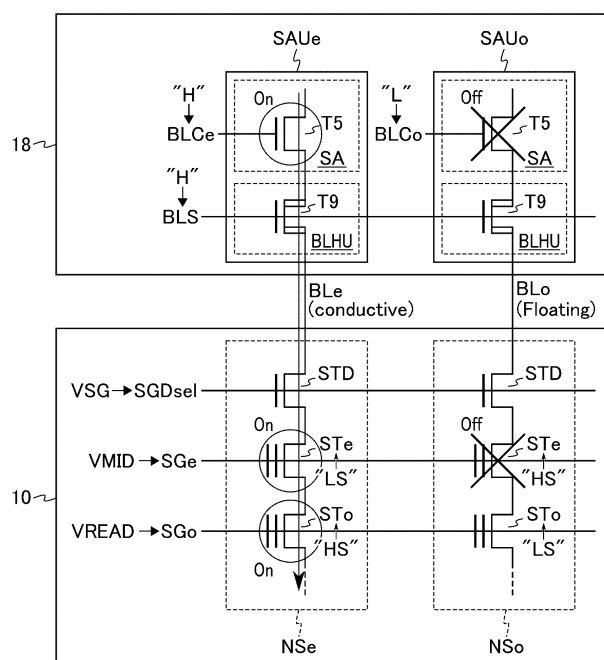 SAUe SAUo
"H" On "L" Off
BLCe T5 BLCo T5
18 SA SA
"H" T9 T9
BLS BLHU BLHU
BLe BLo
(conductive) (Floating)
STD STD
VSG SGDsel
On Off
STe STe
VMID SGe "LS" "HS"
10 STo STo
VREAD SGo "HS" "LS"
On
NSe NSo